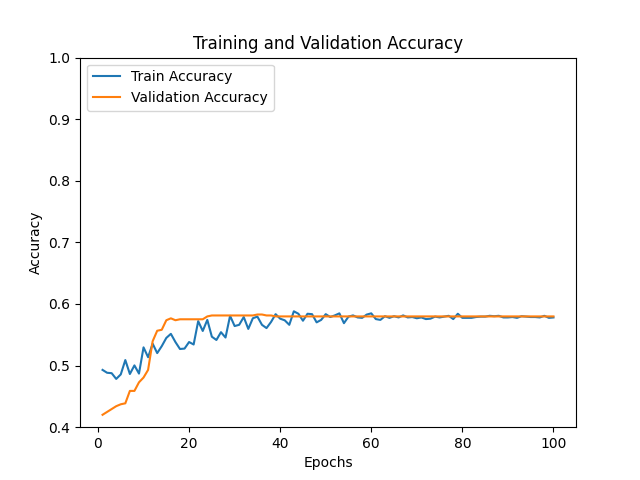 Training and Validation Accuracy
1.0
Train Accuracy
Validation Accuracy
0.9
0.8
0.7
Accuracy
0.6
0.5
0.4
0 20 40 60 80 100
Epochs